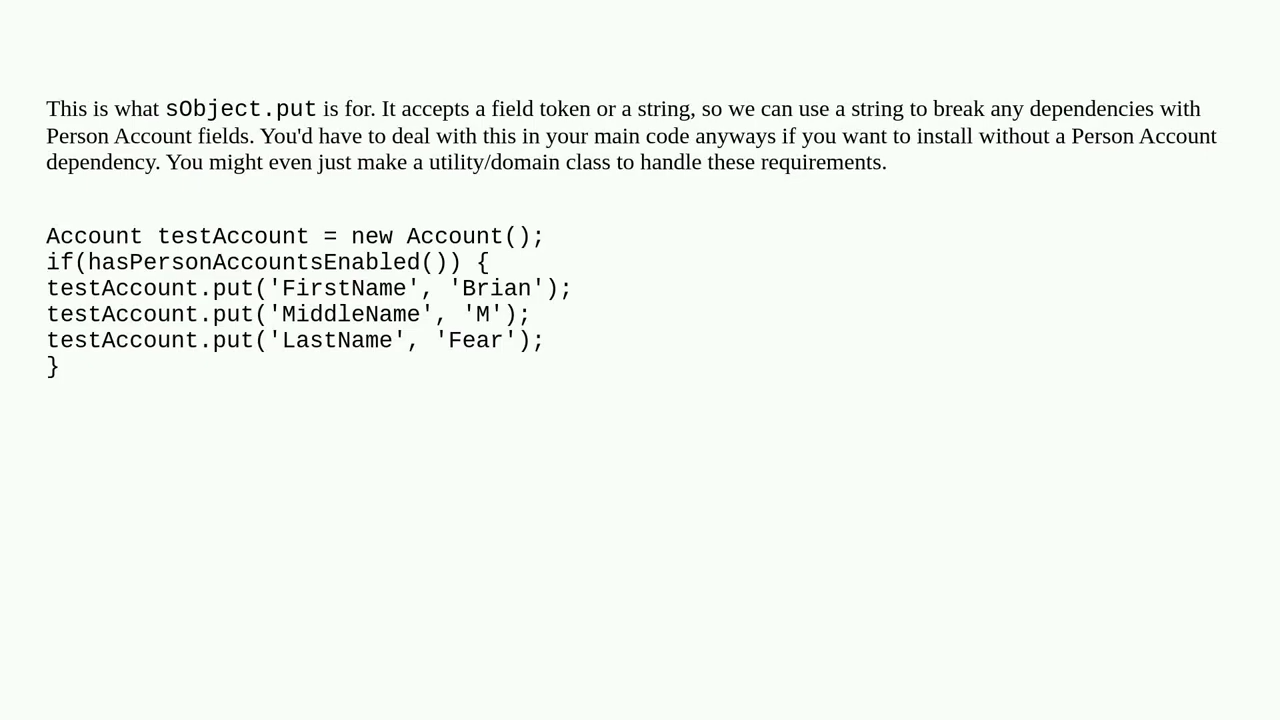 This is what sObject.put is for. It accepts a field token or a string, so we can use a string to break any dependencies with
Person Account fields. You'd have to deal with this in your main code anyways if you want to install without a Person Account
dependency. You might even just make a utility/domain class to handle these requirements.
Account testAccount = new Account();
if(hasPersonAccountsEnabled()) {
testAccount.put('FirstName', 'Brian');
testAccount.put('MiddleName', 'M');
testAccount.put('LastName', 'Fear');
}